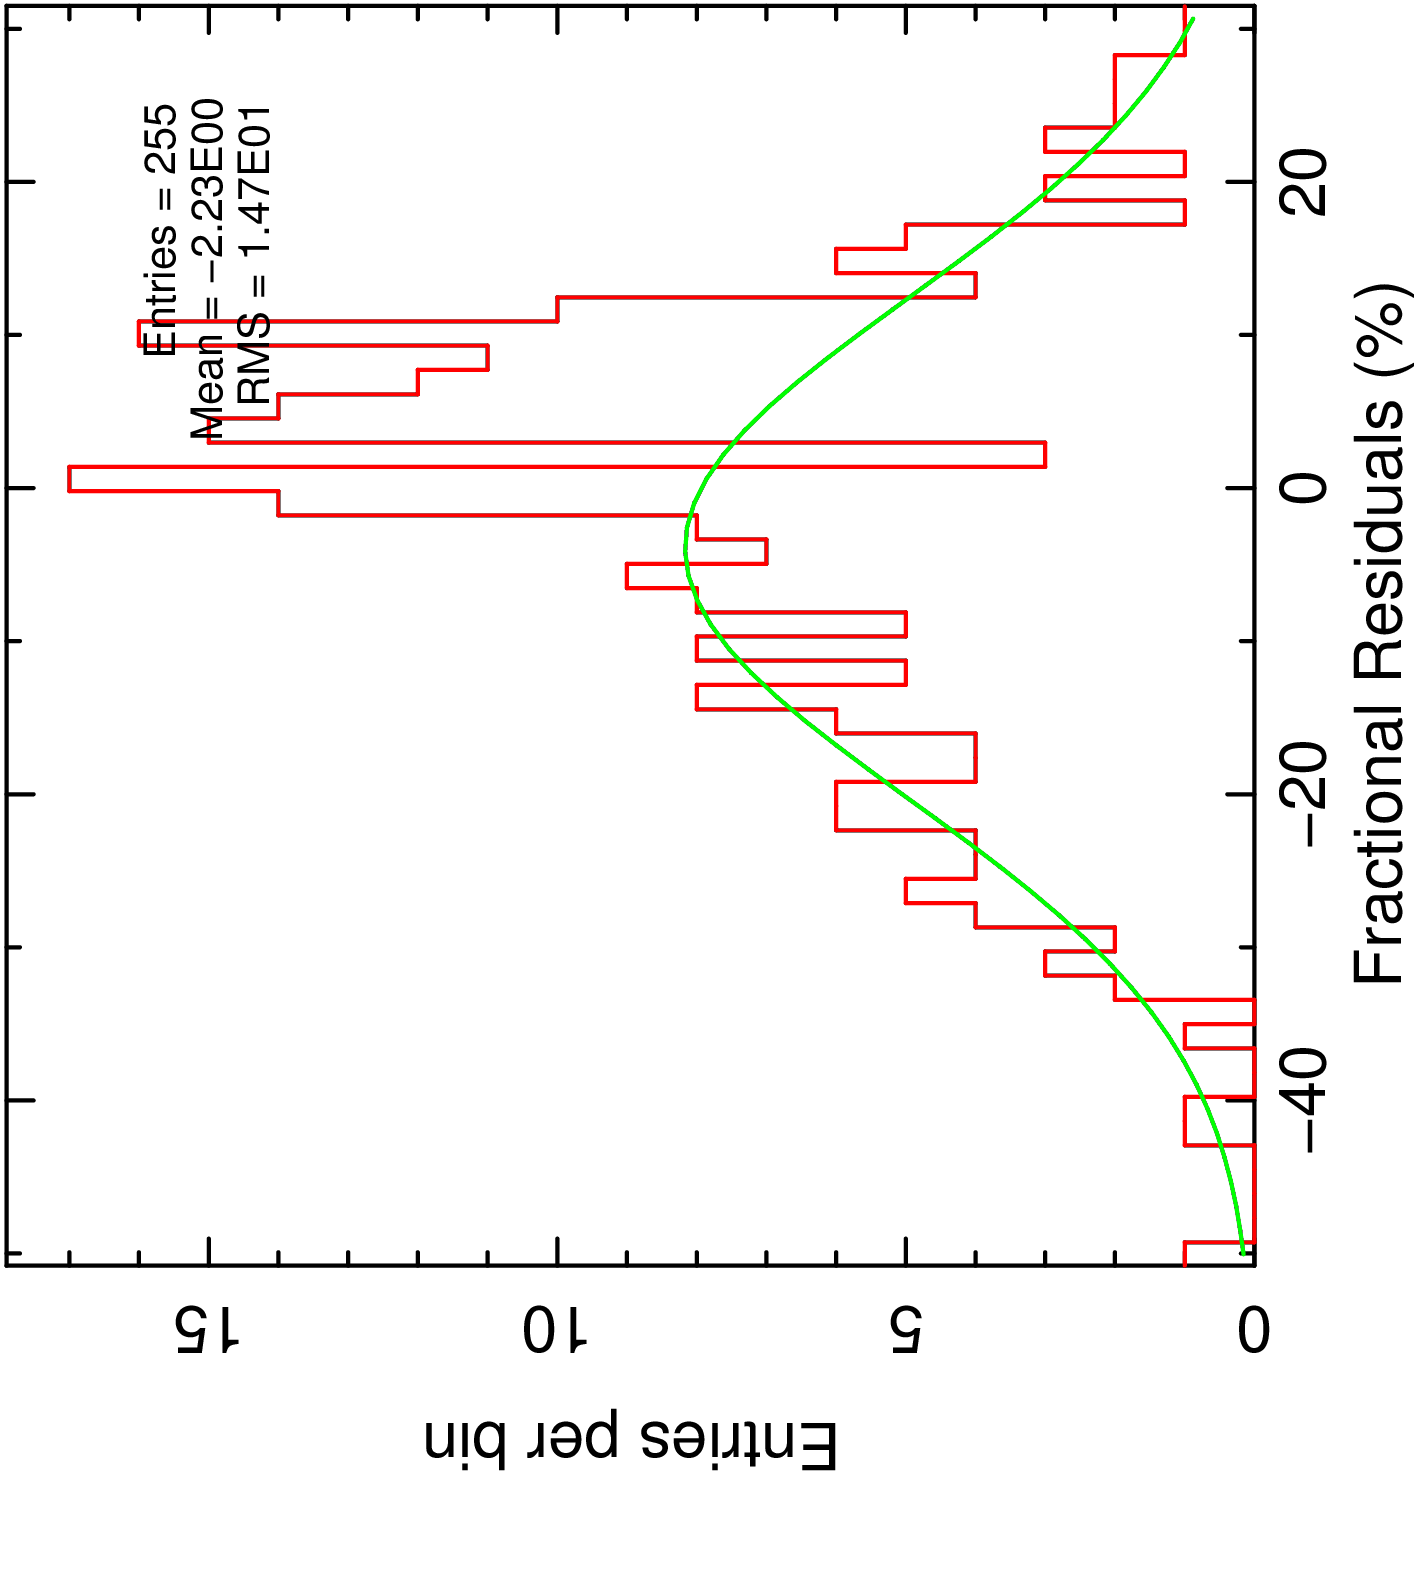 Entries = 255
Mean = −2.23E00
RMS = 1.47E01
15
10
5
0
Entries per bin
−40
−20
0
20
Fractional Residuals (%)